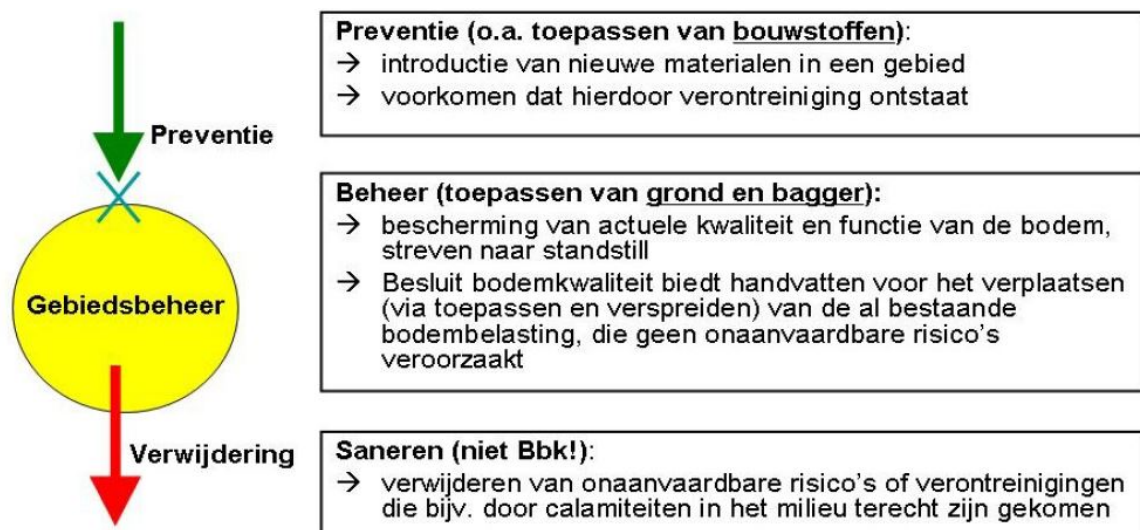 Preventie
Gebiedsbeheer
Verwijdering
Preventie (o.a. toepassen van bouwstoffen):
→ introductie van nieuwe materialen in een gebied
→ voorkomen dat hierdoor verontreiniging ontstaat
Beheer (toepassen van grond en bagger):
→ bescherming van actuele kwaliteit en functie van de bodem,
streven naar standstill
→ Besluit bodemkwaliteit biedt handvatten voor het verplaatsen
(via toepassen en verspreiden) van de al bestaande
bodembelasting, die geen onaanvaardbare risico's
veroorzaakt
Saneren (niet Bbk!):
→ verwijderen van onaanvaardbare risico's of verontreinigingen
die bijv. door calamiteiten in het milieu terecht zijn gekomen